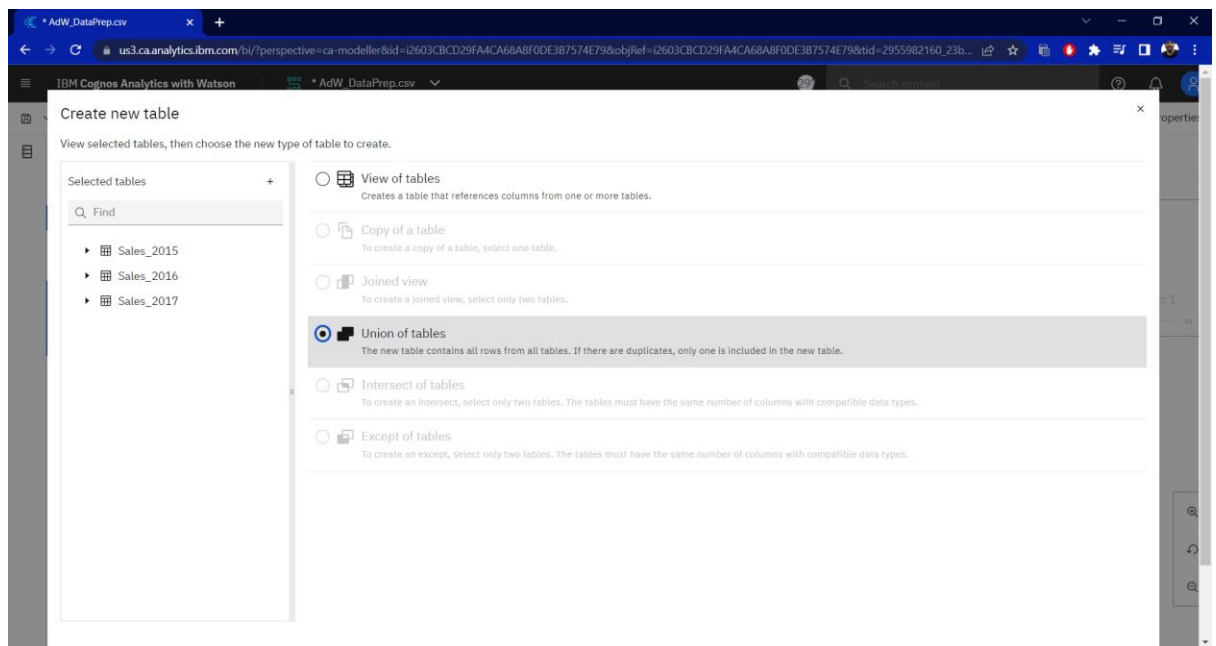 * AdW_DataPrep.csv
us3.ca.analytics.ibm.com/bi/?perspective=ca-modeller&id=i2603CBCD29FA4CA68A8F0DE3B7574E79&objRef=i2603CBCD29FA4CA68A8F0DE3B7574E79&tid=2955982160_23b...
IBM Cognos Analytics with Watson
* AdW_DataPrep.csv
Search content
Create new table
View selected tables, then choose the new type of table to create.
Selected tables
Find
Sales_2015
Sales_2016
Sales_2017
View of tables
Creates a table that references columns from one or more tables.
Copy of a table
To create a copy of a table, select one table.
Joined view
To create a joined view, select only two tables.
Union of tables
The new table contains all rows from all tables. If there are duplicates, only one is included in the new table.
Intersect of tables
To create an intersect, select only two tables. The tables must have the same number of columns with compatible data types.
Except of tables
To create an except, select only two tables. The tables must have the same number of columns with compatible data types.